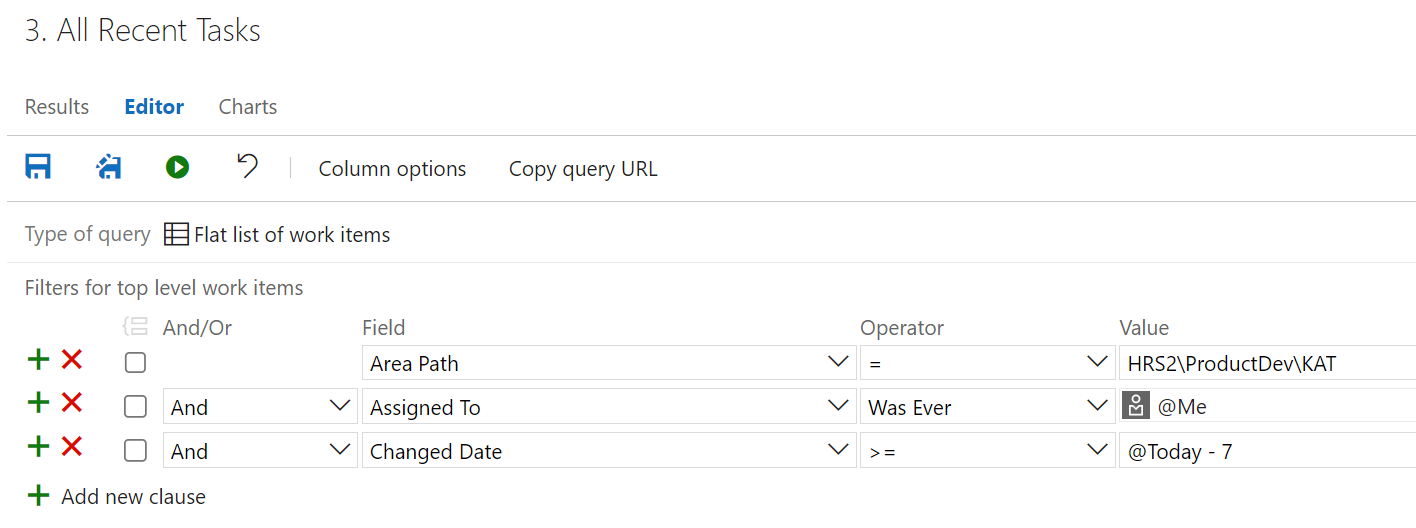 3. All Recent Tasks
Results Editor Charts
Column options Copy query URL
Type of query Flat list of work items
Filters for top level work items
And/Or Field Operator Value
Area Path = HRS2\ProductDev\KAT
And Assigned To Was Ever @Me
And Changed Date >= @Today - 7
Add new clause